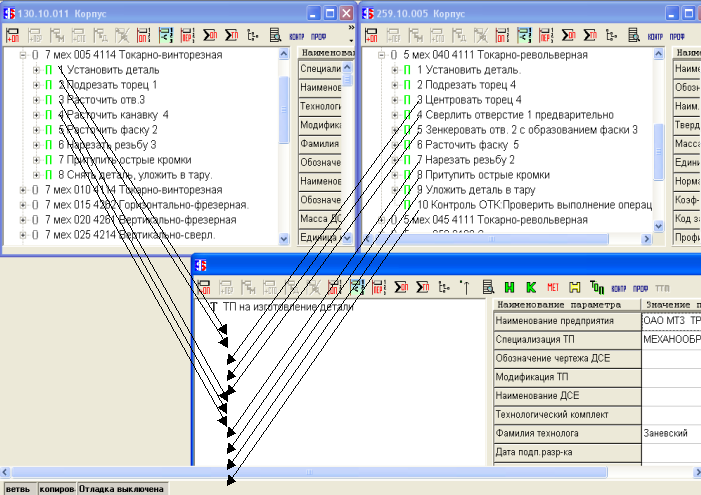 130.10.011 Корпус
КОНТР ПРОФ
7 мех 005 4114 Токарно-винторезная
1 Установить деталь
2 Подрезать торец 1
3 Расточить отв.3
4 Расточить канавку 4
5 Расточить фаску 2
6 Нарезать резьбу 3
7 Притупить острые кромки
8 Снять деталь, уложить в тару.
7 мех 010 4114 Токарно-винторезная
7 мех 015 4262 Горизонтально-фрезерная.
7 мех 020 4261 Вертикально-фрезерная
7 мех 025 4214 Вертикально-сверл.
Наименова
Специали
Наименов
Технологи
Модифика
Фамилия
Обозначе
Наименов
Обозначе
Масса ДС
Единица
259.10.005 Корпус
КОНТР ПРОФ
5 мех 040 4111 Токарно-револьверная
1 Установить деталь.
2 Подрезать торец 4
3 Центровать торец 4
4 Сверлить отверстие 1 предварительно
5 Зенкеровать отв. 2 с образованием фаски 3
6 Расточить фаску 5
7 Нарезать резьбу 2
8 Притупить острые кромки
9 Уложить деталь в тару
10 Контроль ОТК:Проверить выполнение операц
5 мех 045 4111 Токарно-револьверная
Наим
Наиме
Обозн
Наим.
Тверд
Масса
Едини
Норма
Коэф-
Код з
Профи
МЕТ КОНТР ПРОФ ТТП
ТП на изготовление детали
Наименование параметра Значение п
Наименование предприятия ОАО МТЗ ТР
Специализация ТП МЕХАНООБР
Обозначение чертежа ДСЕ
Модификация ТП
Наименование ДСЕ
Технологический комплект
Фамилия технолога Заневский
Дата подп.разр-ка
ветвь копиров Отладка выключена